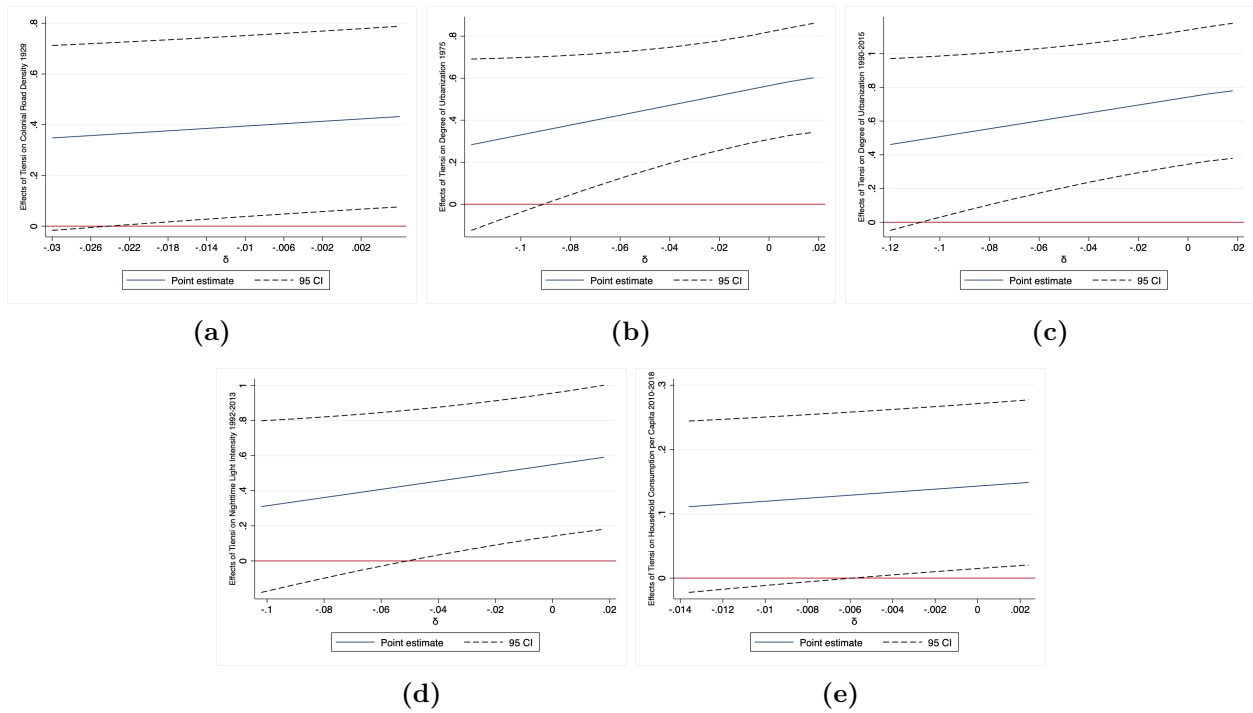 Effects of Tiensi on Colonial Road Density 1929
.8
.6
.4
.2
0
-.03 -.026 -.022 -.018 -.014 -.01 -.006 -.002 .002
δ
Point estimate 95 CI
(a)
Effects of Tiensi on Degree of Urbanization 1975
.8
.6
.4
.2
0
-.1 -.08 -.06 -.04 -.02 0 .02
δ
Point estimate 95 CI
(b)
Effects of Tiensi on Degree of Urbanization 1990-2015
1
.8
.6
.4
.2
0
-.12 -.1 -.08 -.06 -.04 -.02 0 .02
δ
Point estimate 95 CI
(c)
Effects of Tiensi on Nighttime Light Intensity 1992-2013
1
.8
.6
.4
.2
0
-.1 -.08 -.06 -.04 -.02 0 .02
δ
Point estimate 95 CI
(d)
Effects of Tiensi on Household Consumption per Capita 2010-2018
.3
.2
.1
0
-.014 -.012 -.01 -.008 -.006 -.004 -.002 0 .002
δ
Point estimate 95 CI
(e)